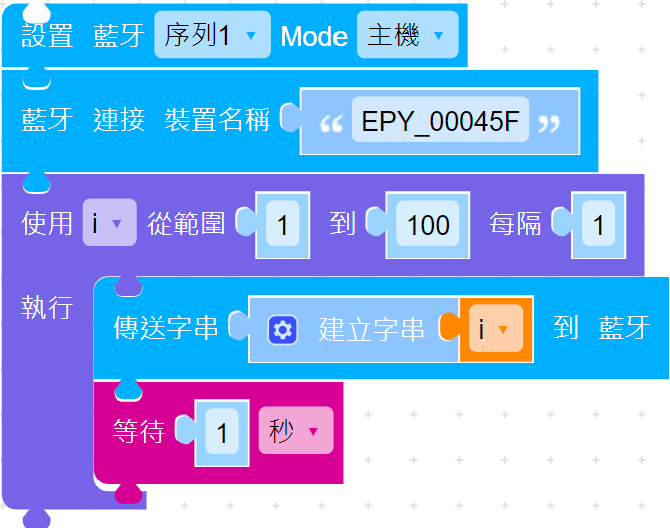 設置 藍牙 序列1 Mode 主機
藍牙 連接 裝置名稱 “ EPY_00045F ”
使用 i 從範圍 1 到 100 每隔 1
執行
傳送字串 建立字串 i 到 藍牙
等待 1 秒